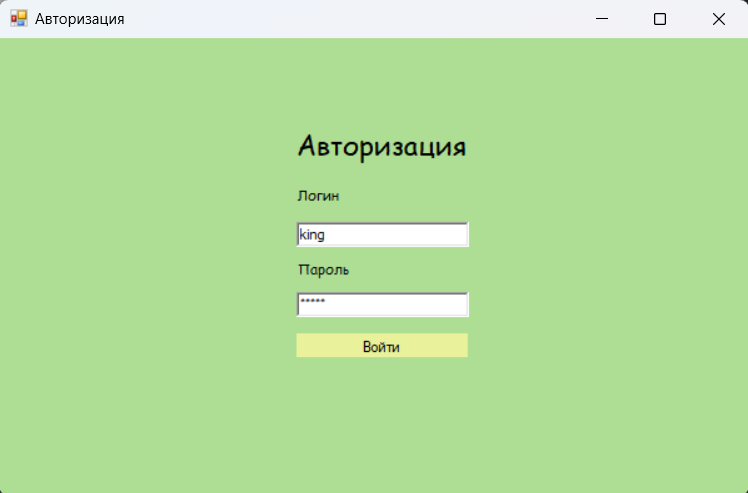 Авторизация
Авторизация
Логин
king
Пароль
*****
Войти